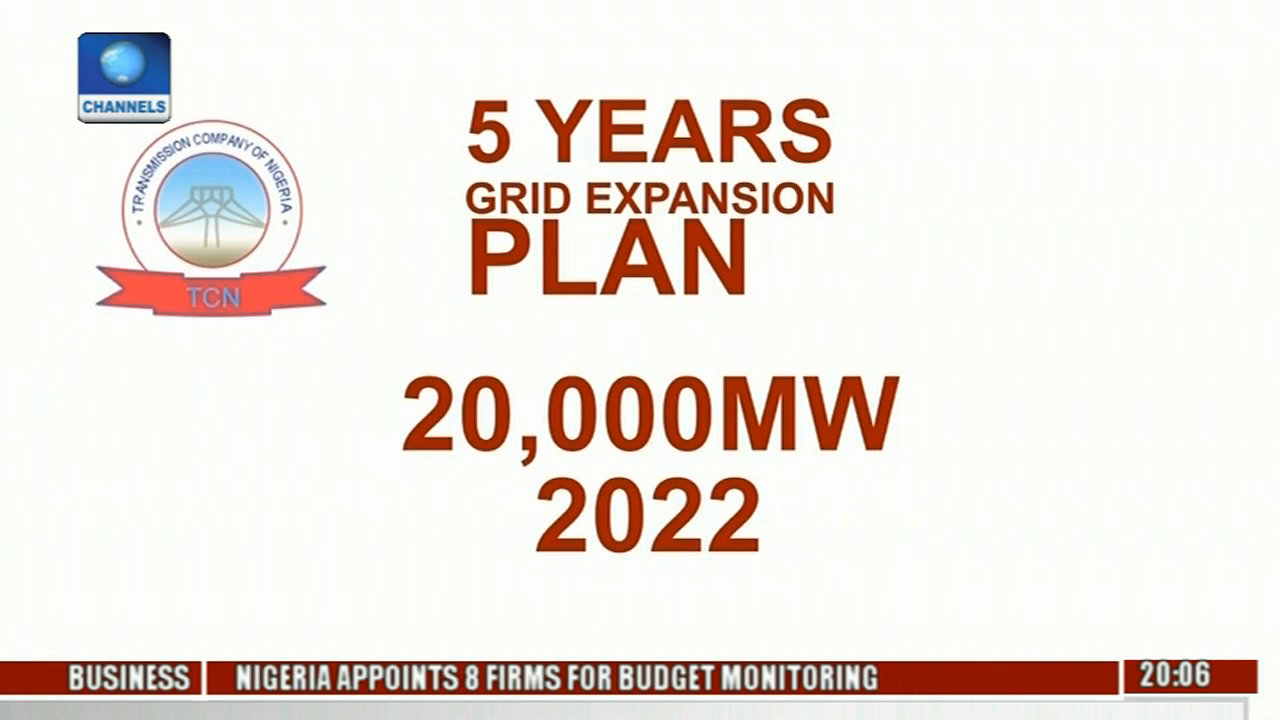 CHANNELS
TRANSMISSION COMPANY OF NIGERIA
TCN
5 YEARS
GRID EXPANSION
PLAN
20,000MW
2022
BUSINESS
NIGERIA APPOINTS 8 FIRMS FOR BUDGET MONITORING
20:06